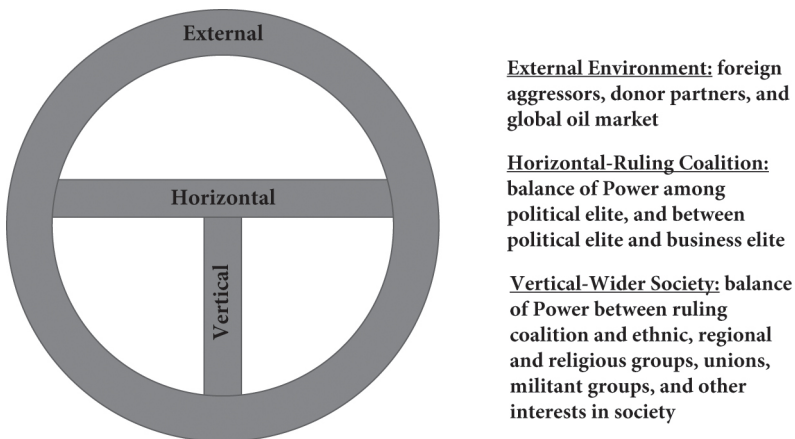 External
Horizontal
Vertical
External Environment: foreign
aggressors, donor partners, and
global oil market
Horizontal-Ruling Coalition:
balance of Power among
political elite, and between
political elite and business elite
Vertical-Wider Society: balance
of Power between ruling
coalition and ethnic, regional
and religious groups, unions,
militant groups, and other
interests in society